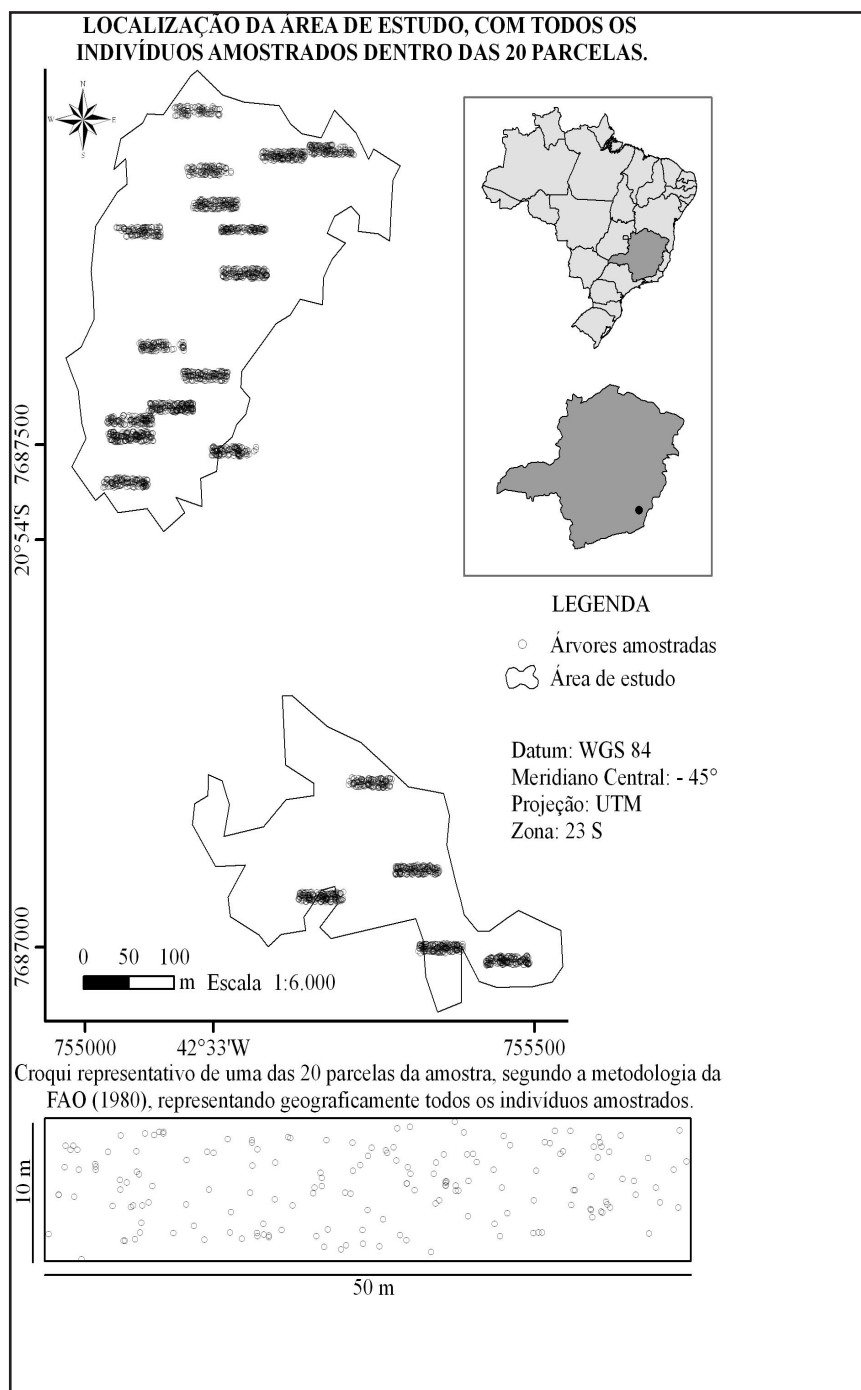 LOCALIZAÇÃO DA ÁREA DE ESTUDO, COM TODOS OS
INDIVÍDUOS AMOSTRADOS DENTRO DAS 20 PARCELAS.
N
W
E
S
7687500
20°54'S
7687000
LEGENDA
Árvores amostradas
Área de estudo
Datum: WGS 84
Meridiano Central: - 45°
Projeção: UTM
Zona: 23 S
0 50 100
m Escala 1:6.000
755000 42°33'W 755500
Croqui representativo de uma das 20 parcelas da amostra, segundo a metodologia da
FAO (1980), representando geograficamente todos os indivíduos amostrados.
10 m
50 m